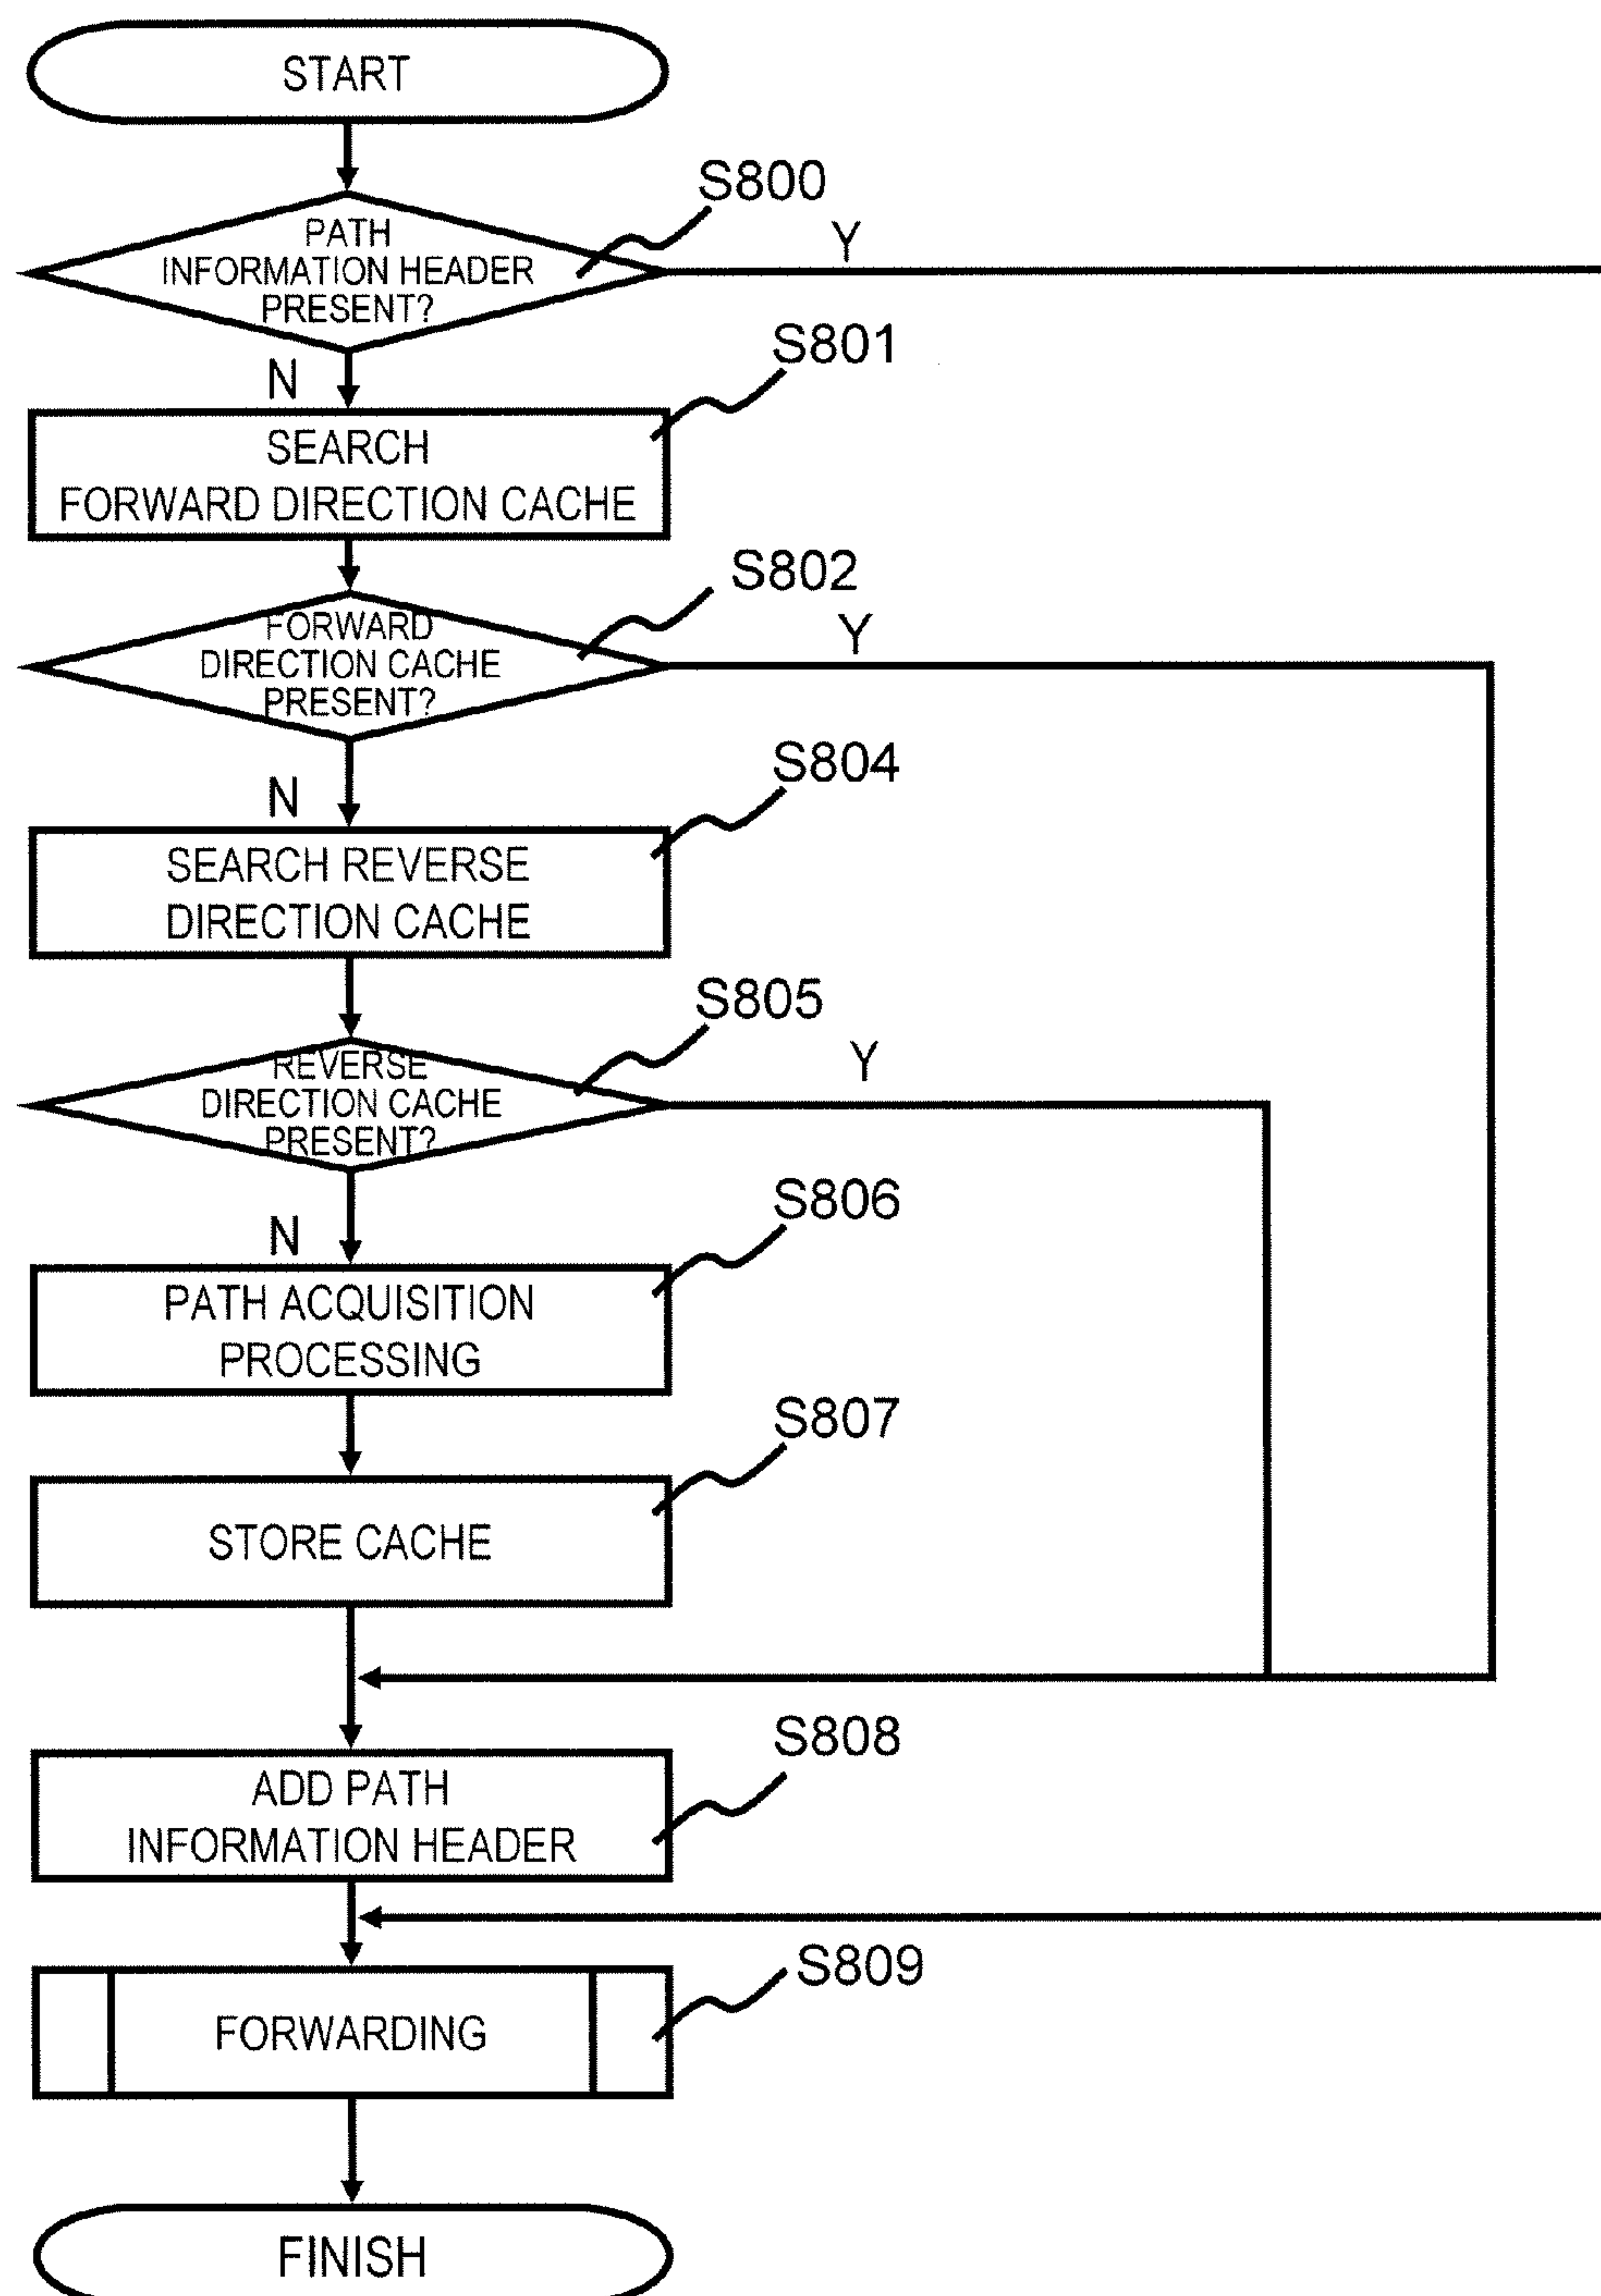 START
S800
PATH
INFORMATION HEADER
PRESENT?
Y
N
S801
SEARCH
FORWARD DIRECTION CACHE
S802
FORWARD
DIRECTION CACHE
PRESENT?
Y
N
S804
SEARCH REVERSE
DIRECTION CACHE
S805
REVERSE
DIRECTION CACHE
PRESENT?
Y
N
S806
PATH ACQUISITION
PROCESSING
S807
STORE CACHE
S808
ADD PATH
INFORMATION HEADER
S809
FORWARDING
FINISH